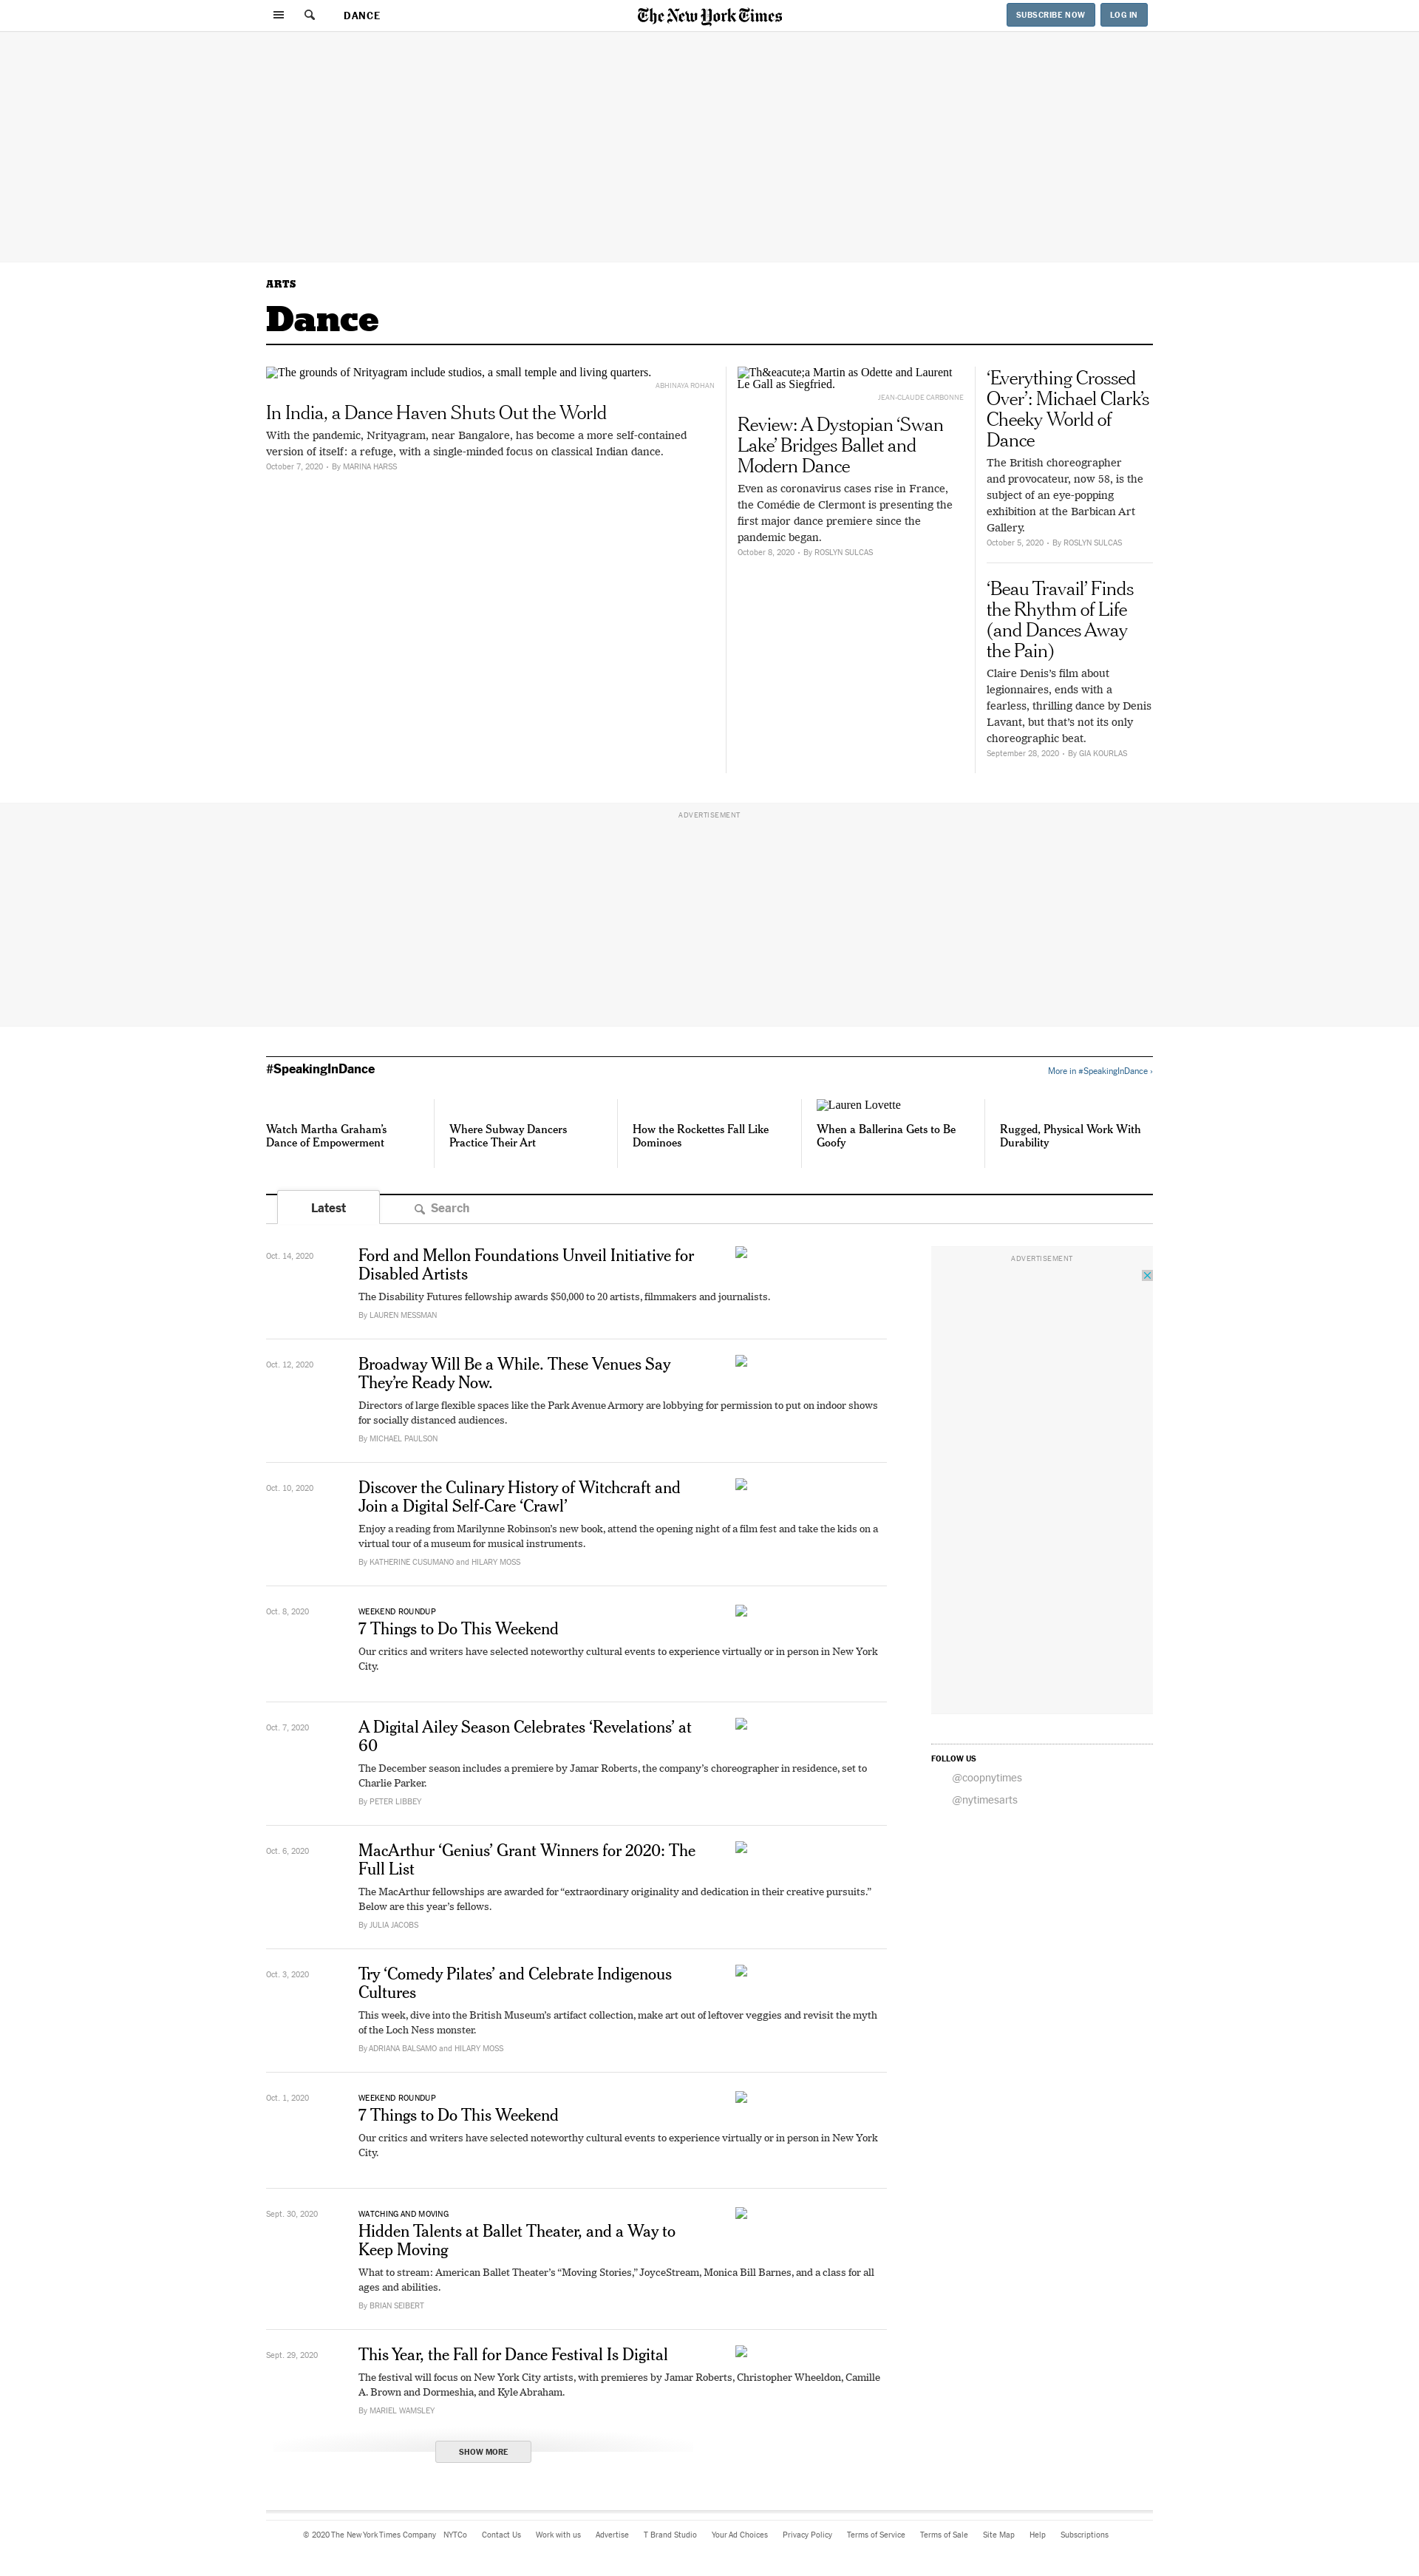 DANCE
The New York Times
SUBSCRIBE NOW
LOG IN
ARTS
Dance
The grounds of Nrityagram include studios, a small temple and living quarters.
ABHINAYA ROHAN
In India, a Dance Haven Shuts Out the World
With the pandemic, Nrityagram, near Bangalore, has become a more self-contained
version of itself: a refuge, with a single-minded focus on classical Indian dance.
October 7, 2020 • By MARINA HARSS
Th&eacute;a Martin as Odette and Laurent
Le Gall as Siegfried.
JEAN-CLAUDE CARBONNE
Review: A Dystopian ‘Swan
Lake’ Bridges Ballet and
Modern Dance
Even as coronavirus cases rise in France,
the Comédie de Clermont is presenting the
first major dance premiere since the
pandemic began.
October 8, 2020 • By ROSLYN SULCAS
‘Everything Crossed
Over’: Michael Clark’s
Cheeky World of
Dance
The British choreographer
and provocateur, now 58, is the
subject of an eye-popping
exhibition at the Barbican Art
Gallery.
October 5, 2020 • By ROSLYN SULCAS
‘Beau Travail’ Finds
the Rhythm of Life
(and Dances Away
the Pain)
Claire Denis’s film about
legionnaires, ends with a
fearless, thrilling dance by Denis
Lavant, but that’s not its only
choreographic beat.
September 28, 2020 • By GIA KOURLAS
ADVERTISEMENT
#SpeakingInDance
More in #SpeakingInDance ›
Watch Martha Graham’s
Dance of Empowerment
Where Subway Dancers
Practice Their Art
How the Rockettes Fall Like
Dominoes
Lauren Lovette
When a Ballerina Gets to Be
Goofy
Rugged, Physical Work With
Durability
Latest
Search
Oct. 14, 2020
Ford and Mellon Foundations Unveil Initiative for
Disabled Artists
The Disability Futures fellowship awards $50,000 to 20 artists, filmmakers and journalists.
By LAUREN MESSMAN
Oct. 12, 2020
Broadway Will Be a While. These Venues Say
They’re Ready Now.
Directors of large flexible spaces like the Park Avenue Armory are lobbying for permission to put on indoor shows
for socially distanced audiences.
By MICHAEL PAULSON
Oct. 10, 2020
Discover the Culinary History of Witchcraft and
Join a Digital Self-Care ‘Crawl’
Enjoy a reading from Marilynne Robinson’s new book, attend the opening night of a film fest and take the kids on a
virtual tour of a museum for musical instruments.
By KATHERINE CUSUMANO and HILARY MOSS
Oct. 8, 2020
WEEKEND ROUNDUP
7 Things to Do This Weekend
Our critics and writers have selected noteworthy cultural events to experience virtually or in person in New York
City.
Oct. 7, 2020
A Digital Ailey Season Celebrates ‘Revelations’ at
60
The December season includes a premiere by Jamar Roberts, the company’s choreographer in residence, set to
Charlie Parker.
By PETER LIBBEY
Oct. 6, 2020
MacArthur ‘Genius’ Grant Winners for 2020: The
Full List
The MacArthur fellowships are awarded for “extraordinary originality and dedication in their creative pursuits.”
Below are this year’s fellows.
By JULIA JACOBS
Oct. 3, 2020
Try ‘Comedy Pilates’ and Celebrate Indigenous
Cultures
This week, dive into the British Museum’s artifact collection, make art out of leftover veggies and revisit the myth
of the Loch Ness monster.
By ADRIANA BALSAMO and HILARY MOSS
Oct. 1, 2020
WEEKEND ROUNDUP
7 Things to Do This Weekend
Our critics and writers have selected noteworthy cultural events to experience virtually or in person in New York
City.
Sept. 30, 2020
WATCHING AND MOVING
Hidden Talents at Ballet Theater, and a Way to
Keep Moving
What to stream: American Ballet Theater’s “Moving Stories,” JoyceStream, Monica Bill Barnes, and a class for all
ages and abilities.
By BRIAN SEIBERT
Sept. 29, 2020
This Year, the Fall for Dance Festival Is Digital
The festival will focus on New York City artists, with premieres by Jamar Roberts, Christopher Wheeldon, Camille
A. Brown and Dormeshia, and Kyle Abraham.
By MARIEL WAMSLEY
SHOW MORE
ADVERTISEMENT
FOLLOW US
@coopnytimes
@nytimesarts
© 2020 The New York Times Company NYTCo Contact Us Work with us Advertise T Brand Studio Your Ad Choices Privacy Policy Terms of Service Terms of Sale Site Map Help Subscriptions